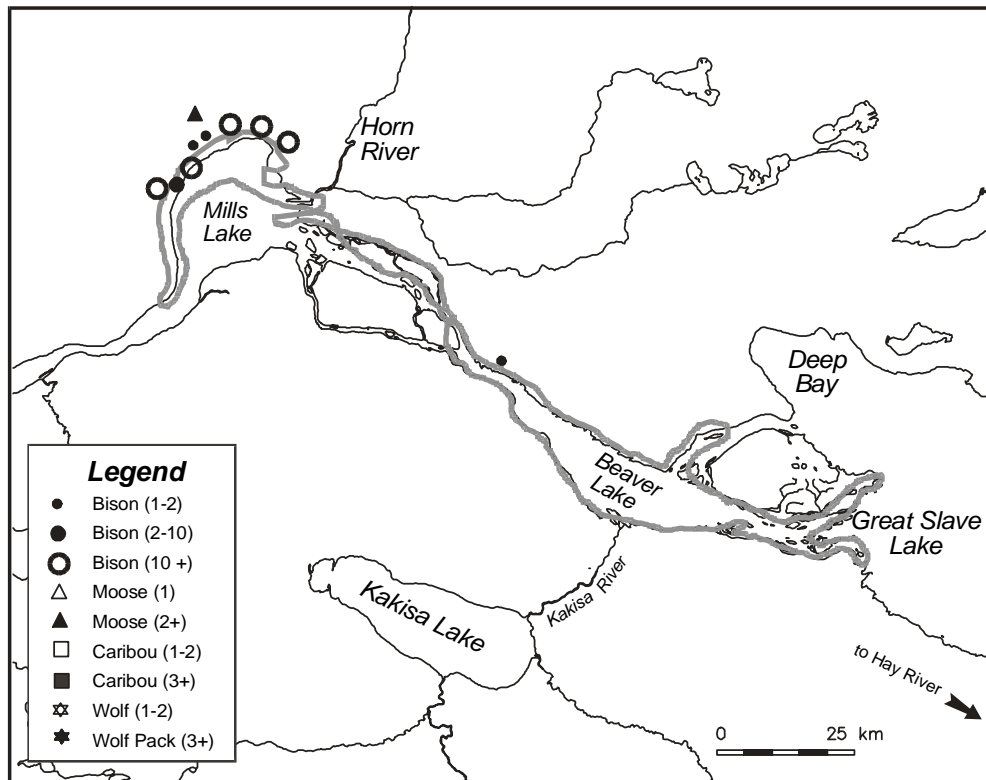 Horn
River
Mills
Lake
Deep
Bay
Beaver
Lake
Great Slave
Lake
Kakisa River
Kakisa Lake
to Hay River
0 25
km
Legend
Bison (1-2)
Bison (2-10)
Bison (10 +)
Moose (1)
Moose (2+)
Caribou (1-2)
Caribou (3+)
Wolf (1-2)
Wolf Pack (3+)